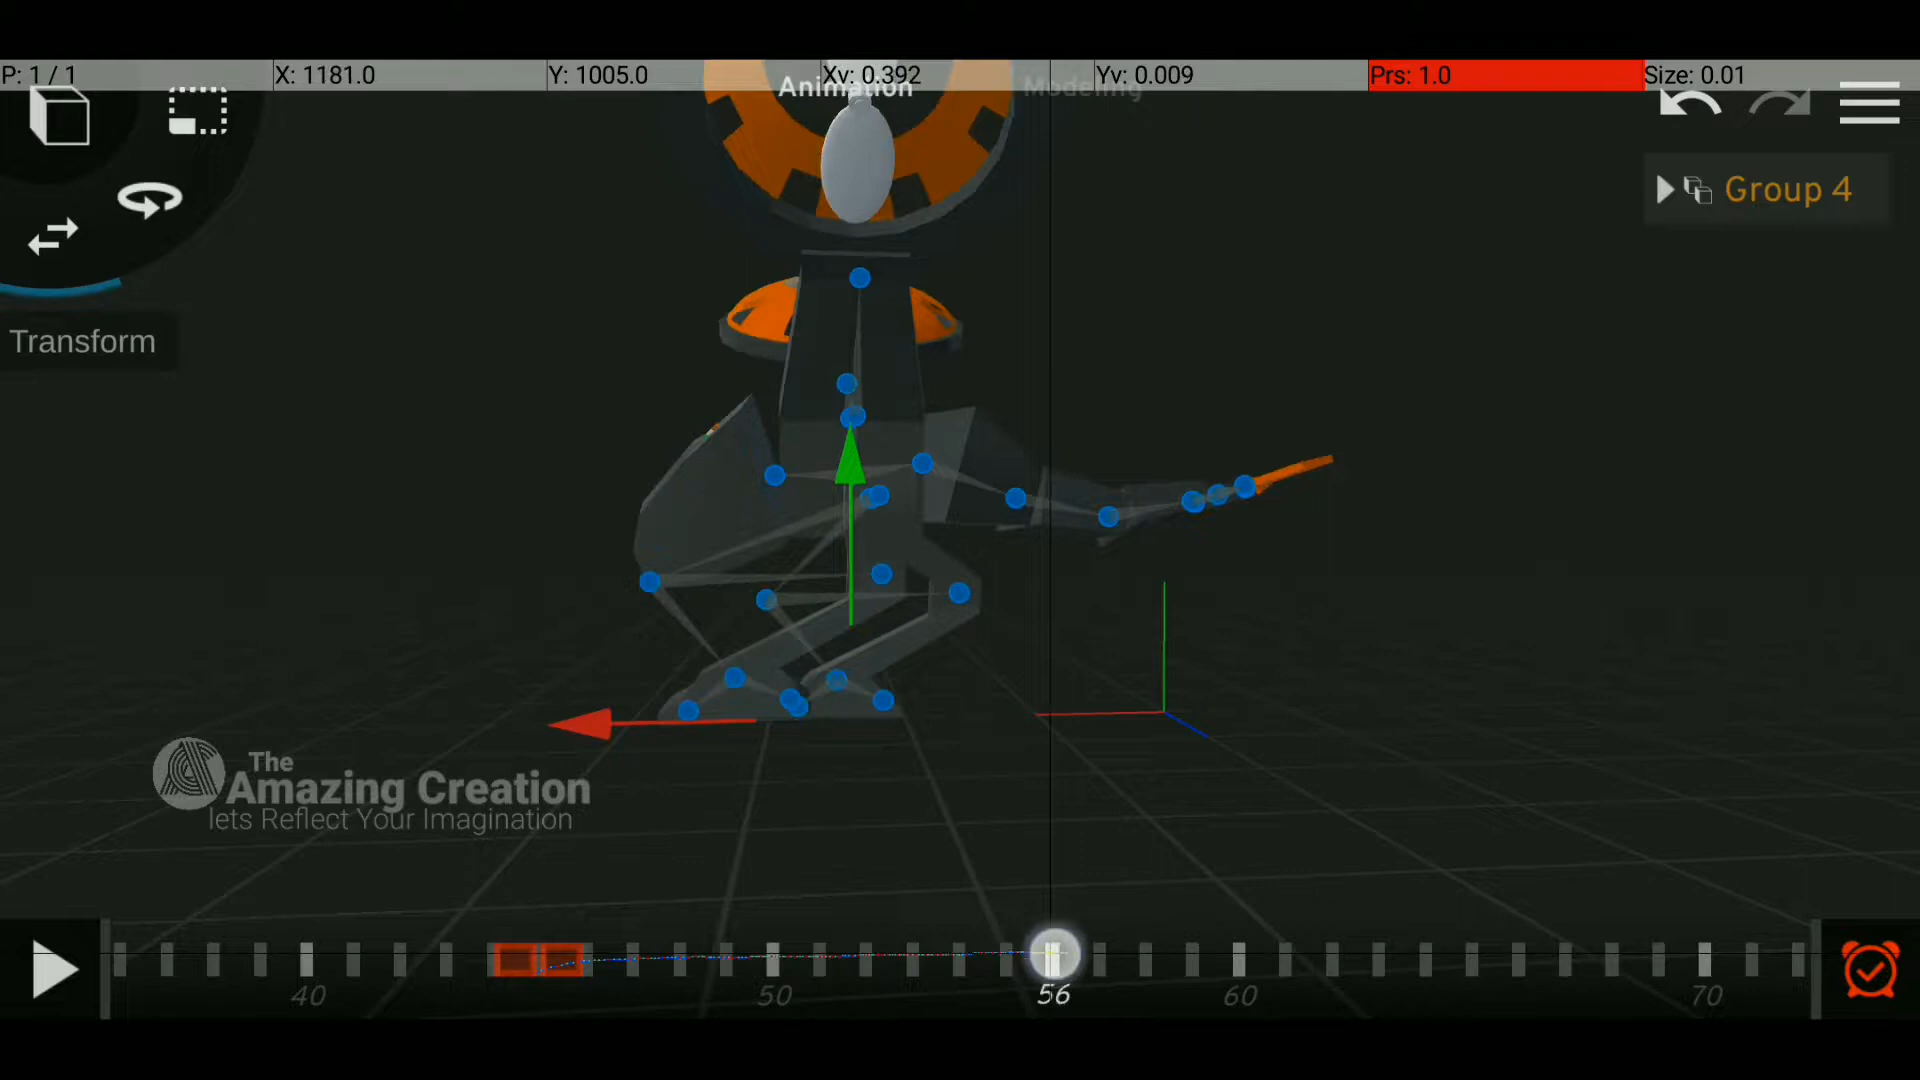 P: 1 / 1 X: 1181.0 Y: 1005.0 Xv: 0.392 Yv: 0.009 Prs: 1.0 Size: 0.01
Animation Modeling
Group 4
Transform
The
Amazing Creation
lets Reflect Your Imagination
40 50 56 60 70